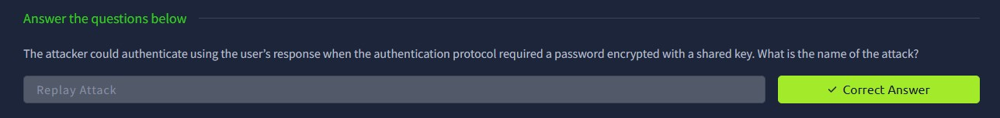 Answer the questions below
The attacker could authenticate using the user’s response when the authentication protocol required a password encrypted with a shared key. What is the name of the attack?
Replay Attack
✓ Correct Answer